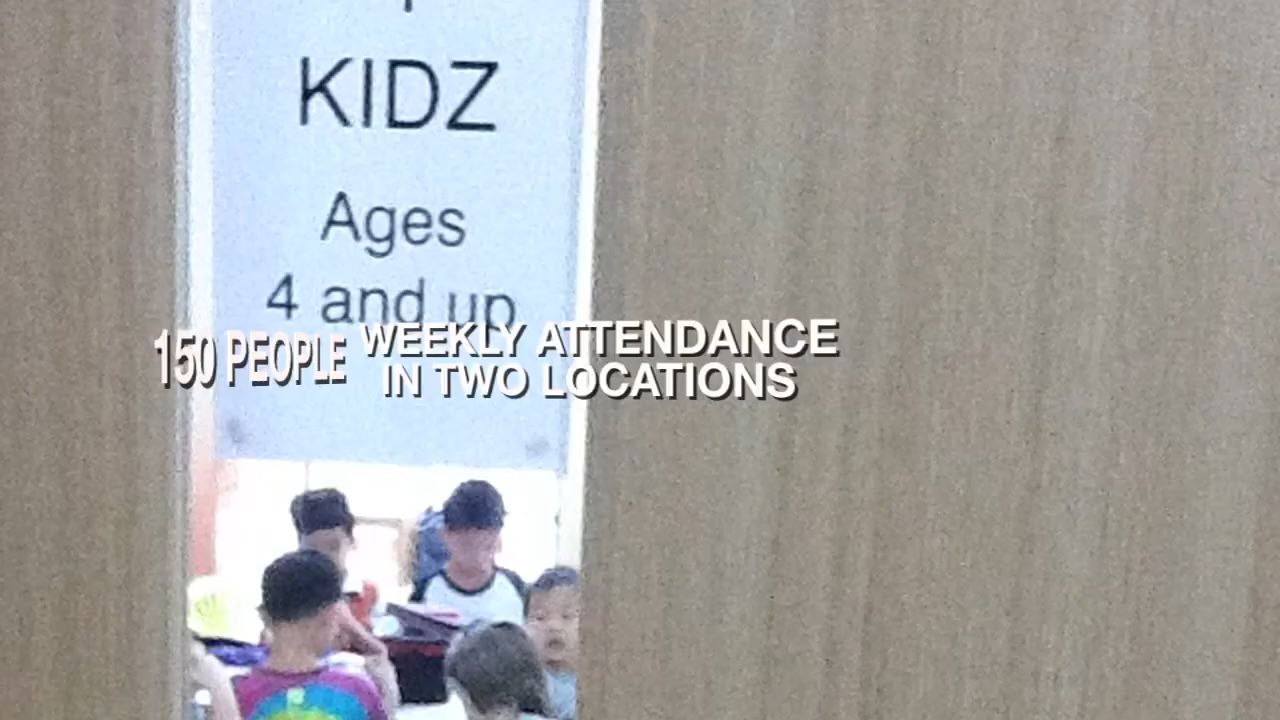 KIDZ
Ages
4 and up
150 PEOPLE
WEEKLY ATTENDANCE
IN TWO LOCATIONS